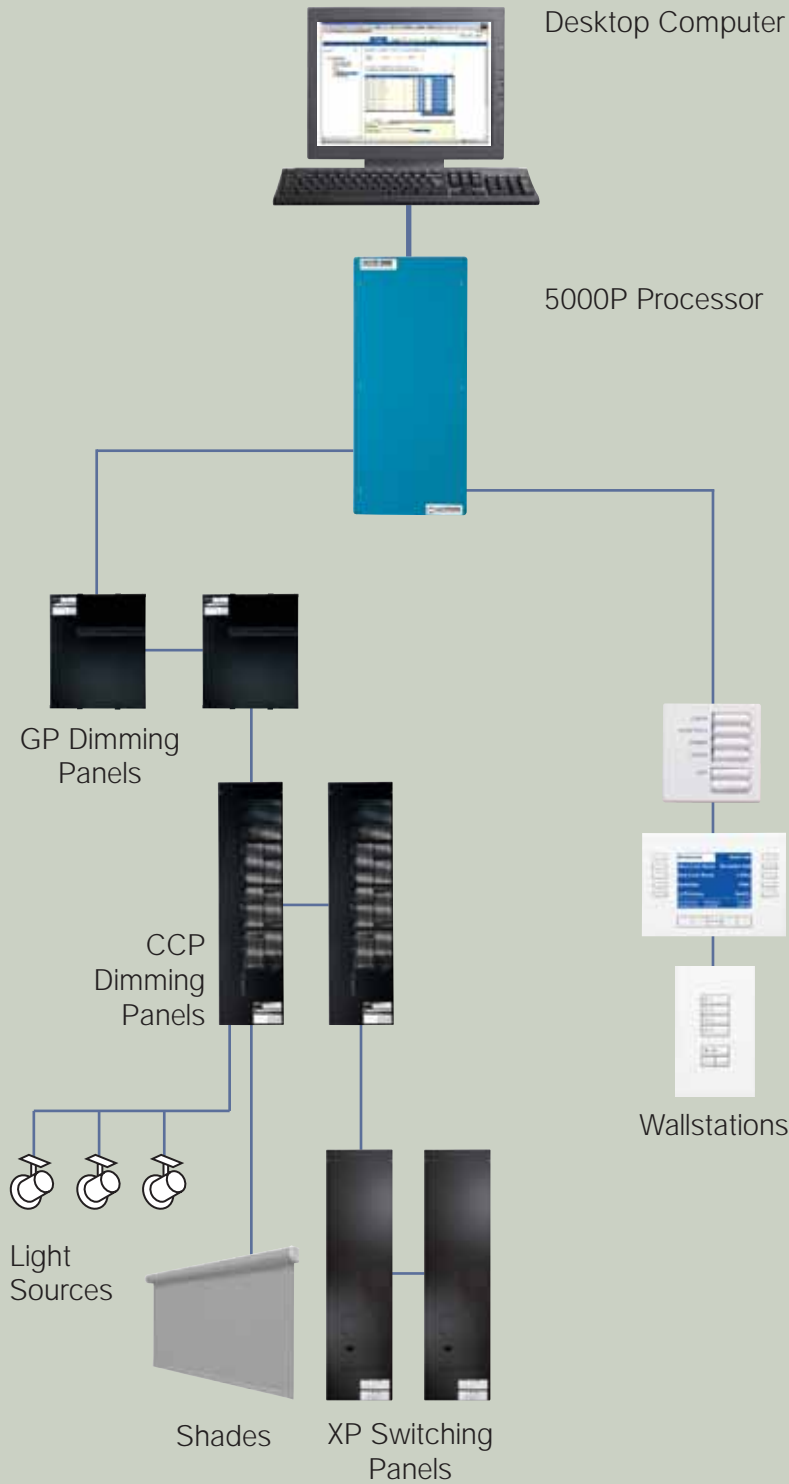 Desktop Computer
5000P Processor
GP Dimming
Panels
CCP
Dimming
Panels
Wallstations
Light
Sources
Shades
XP Switching
Panels